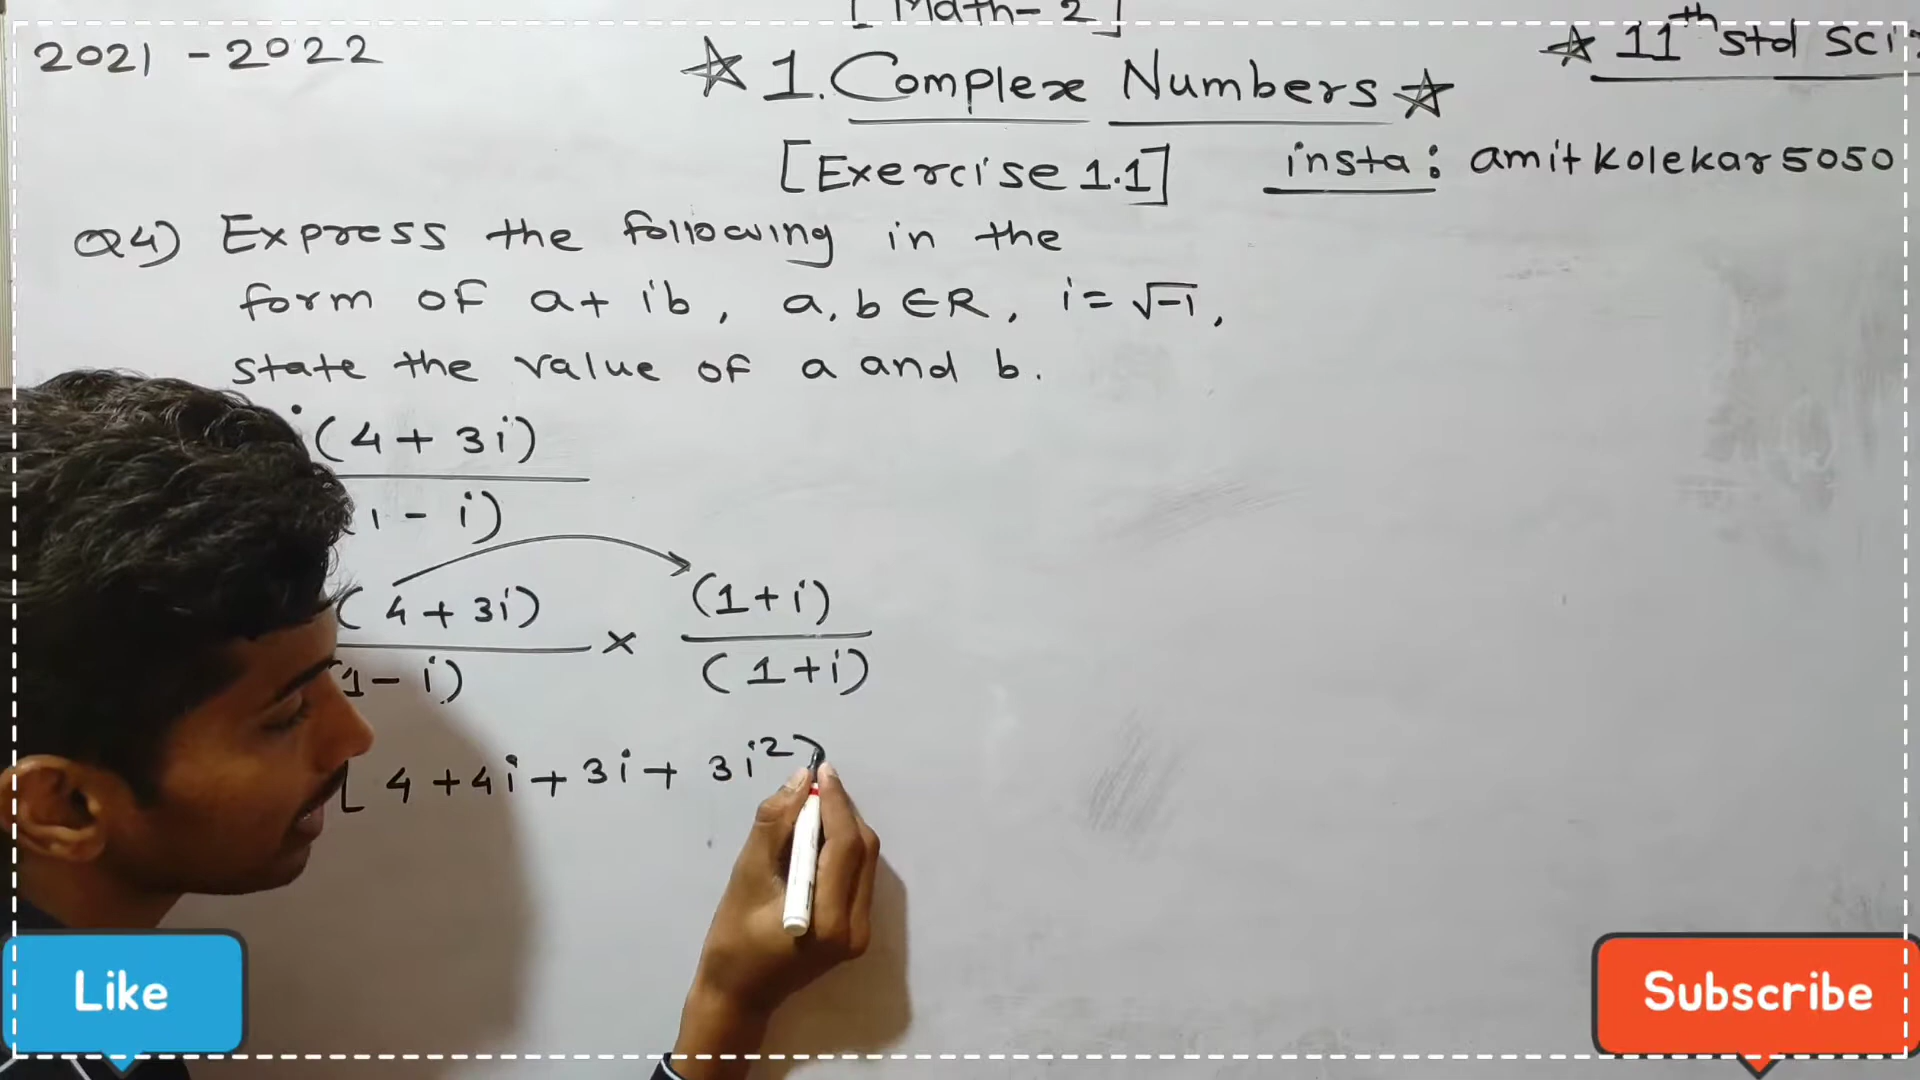 [ Math-2 ]
2021 - 2022
☆ 1. Complex Numbers ☆
☆ 11th std sci
[Exercise 1.1]
insta : amitkolekar5050
Q4) Express the following in the
form of a + ib, a, b ∈ R, i = √-1,
state the value of a and b.
i(4 + 3i)
(1 - i)
(4 + 3i) × (1+i)
(1 - i) (1+i)
[4 + 4i + 3i + 3i²)
Like
Subscribe